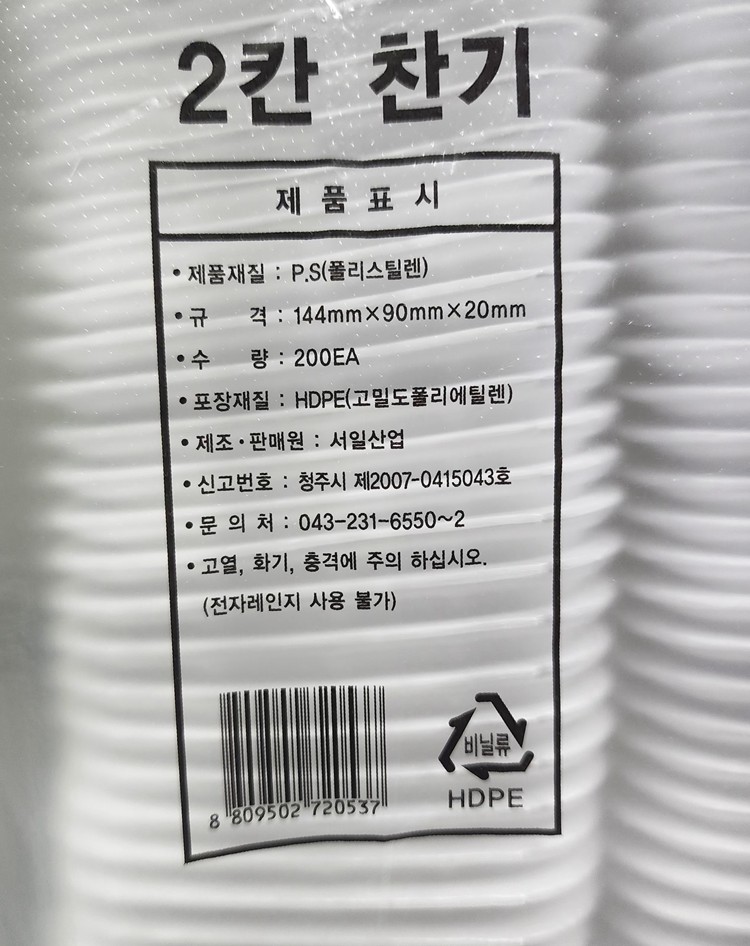 2칸 찬기
제 품 표 시
• 제품재질 : P.S(폴리스틸렌)
• 규 격 : 144mm×90mm×20mm
• 수 량 : 200EA
• 포장재질 : HDPE(고밀도폴리에틸렌)
• 제조·판매원 : 서일산업
• 신고번호 : 청주시 제2007-0415043호
• 문 의 처 : 043-231-6550~2
• 고열, 화기, 충격에 주의 하십시오.
(전자레인지 사용 불가)
비닐류
HDPE
8 809502 720537